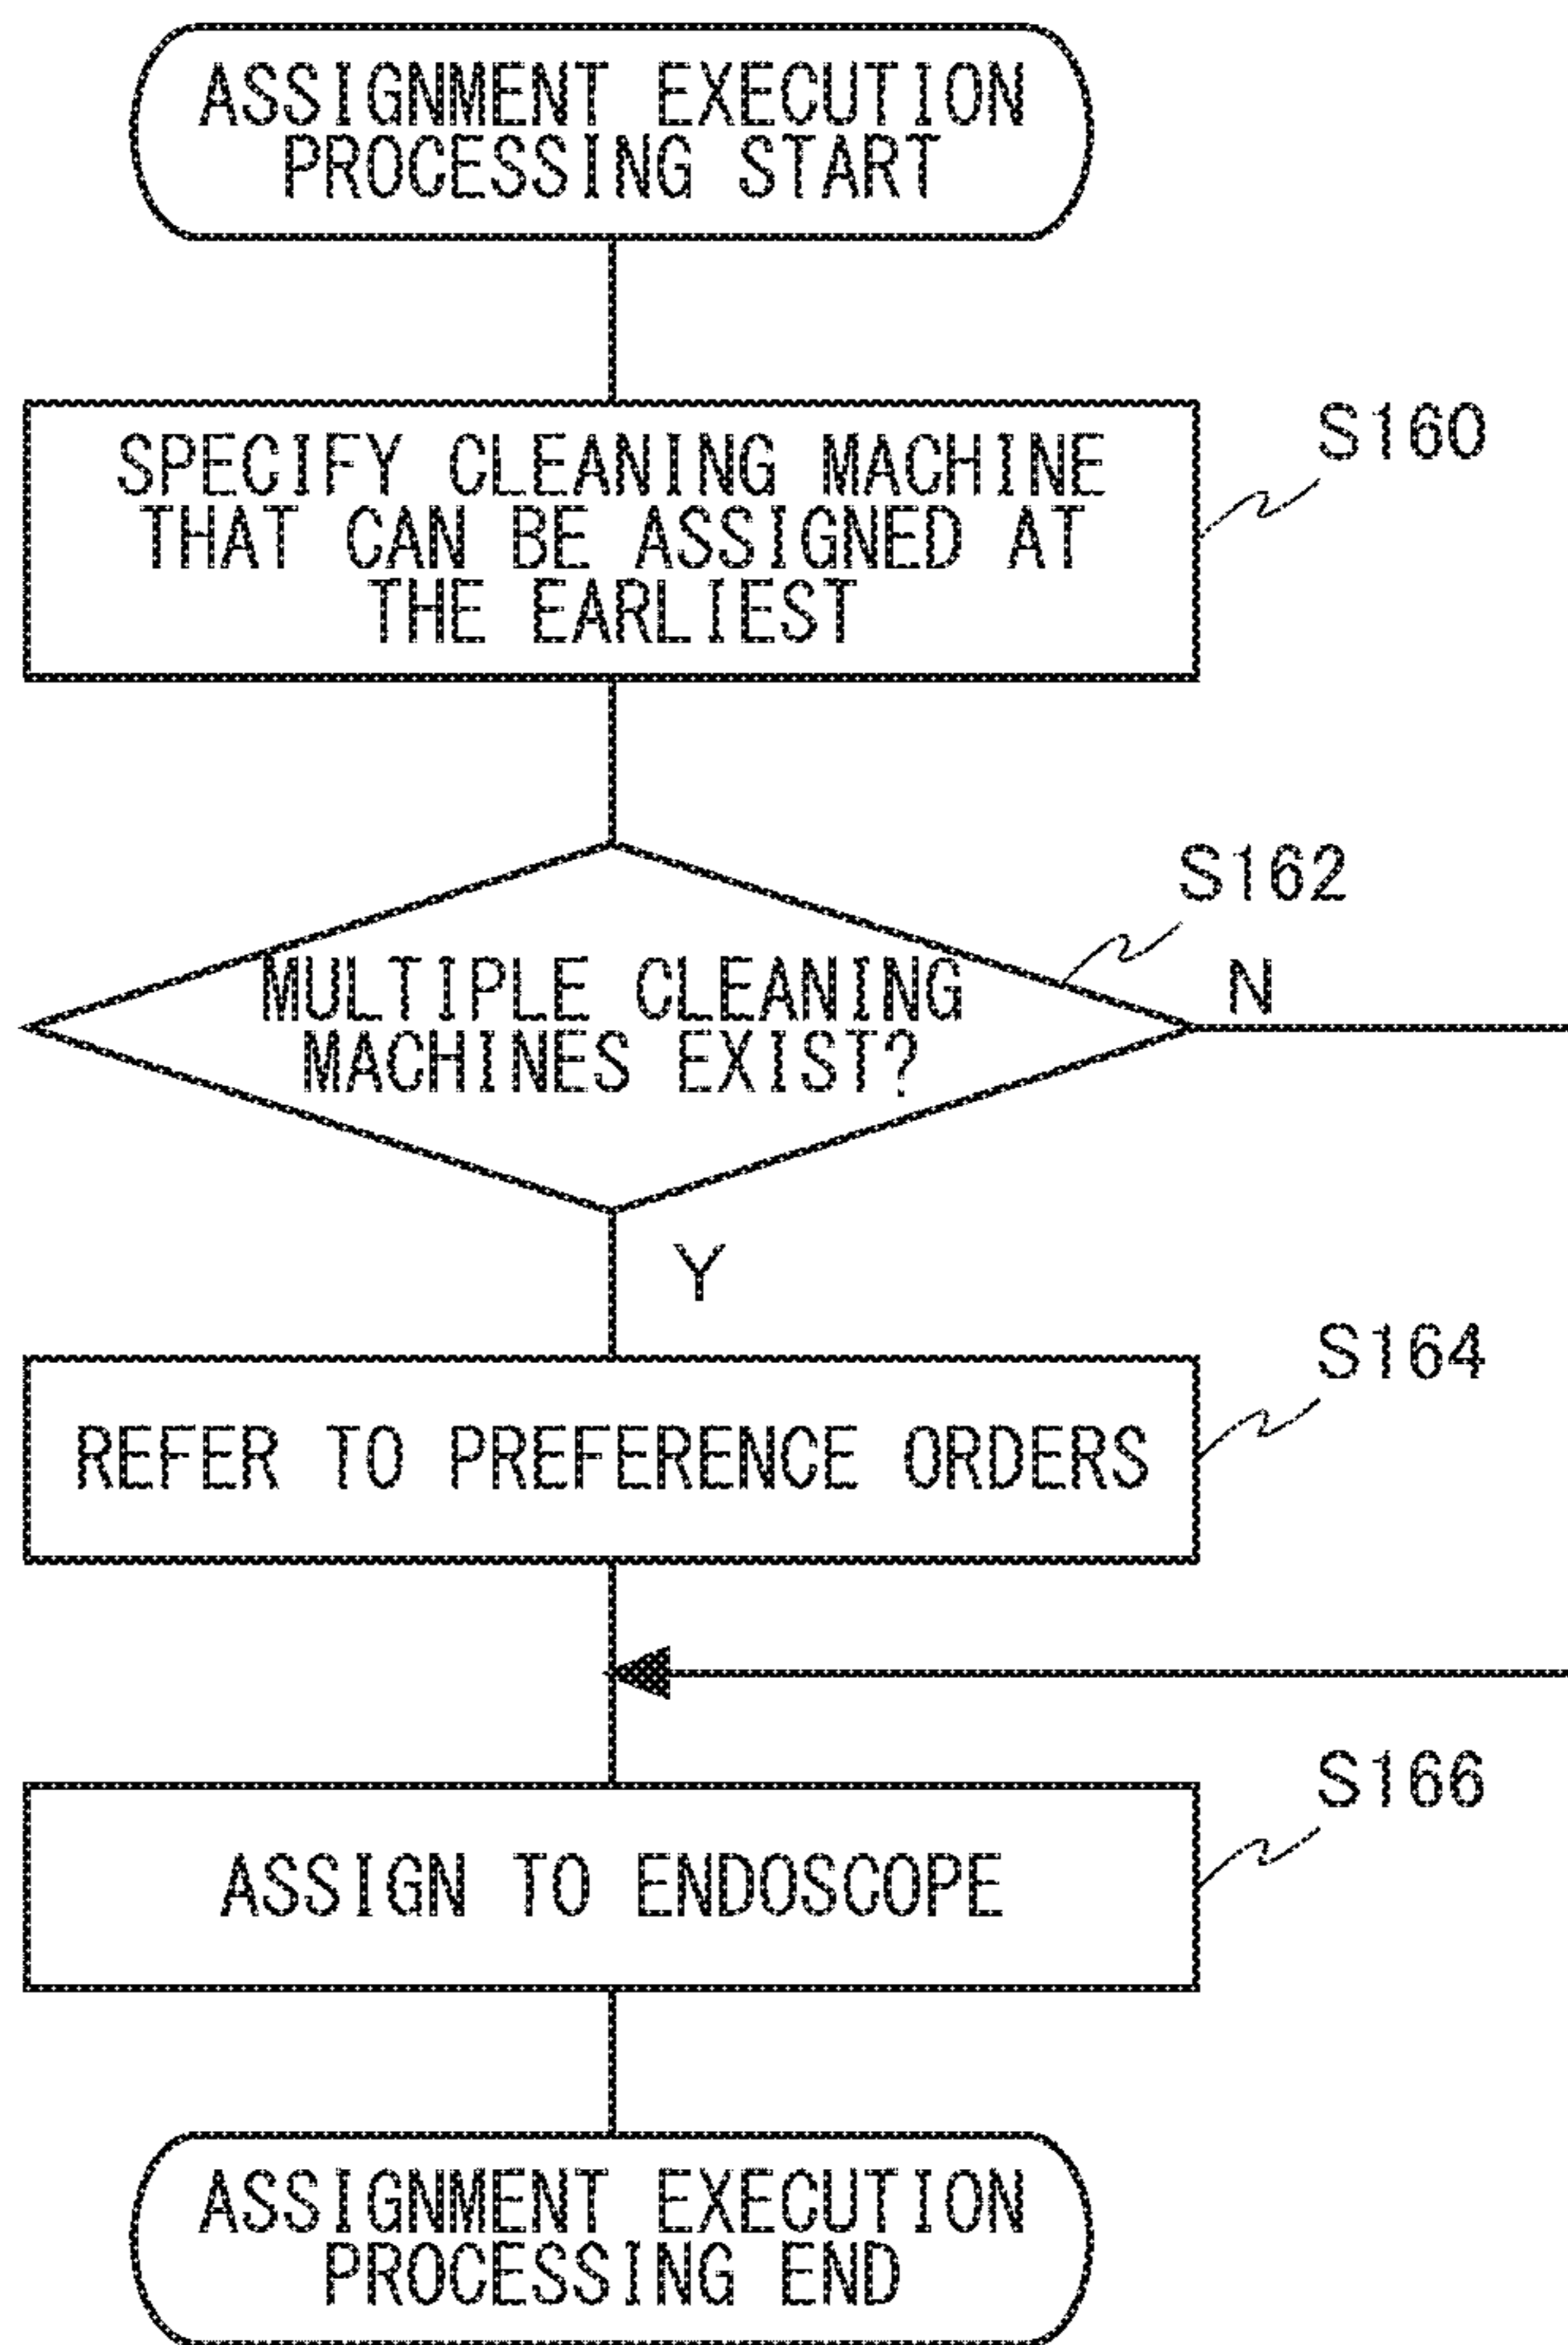 ASSIGNMENT EXECUTION
PROCESSING START
SPECIFY CLEANING MACHINE
THAT CAN BE ASSIGNED AT
THE EARLIEST
S160
S162
MULTIPLE CLEANING
MACHINES EXIST?
N
Y
S164
REFER TO PREFERENCE ORDERS
S166
ASSIGN TO ENDOSCOPE
ASSIGNMENT EXECUTION
PROCESSING END